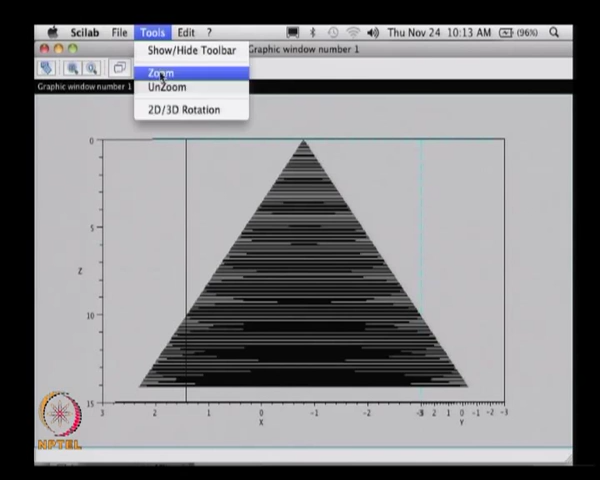 Scilab File Tools Edit ? Thu Nov 24 10:13 AM (96%)
Graphic window number 1
Show/Hide Toolbar
Zoom
UnZoom
2D/3D Rotation
Graphic window number 1
0
5
10
15
Z
3 2 1 0 -1 -2 -3
X
3 2 1 0 -1 -2 -3
Y
NPTEL